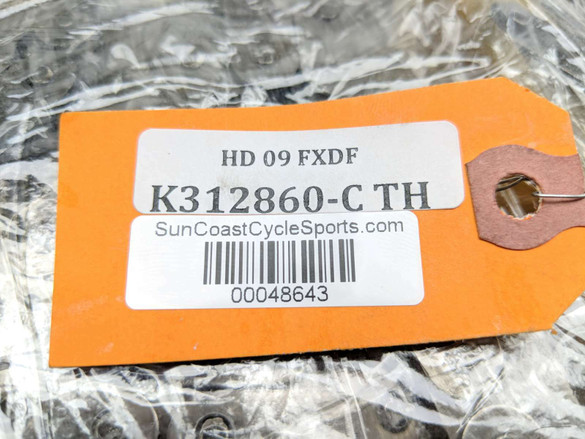 HD 09 FXDF
K312860-C TH
SunCoastCycleSports.com
00048643